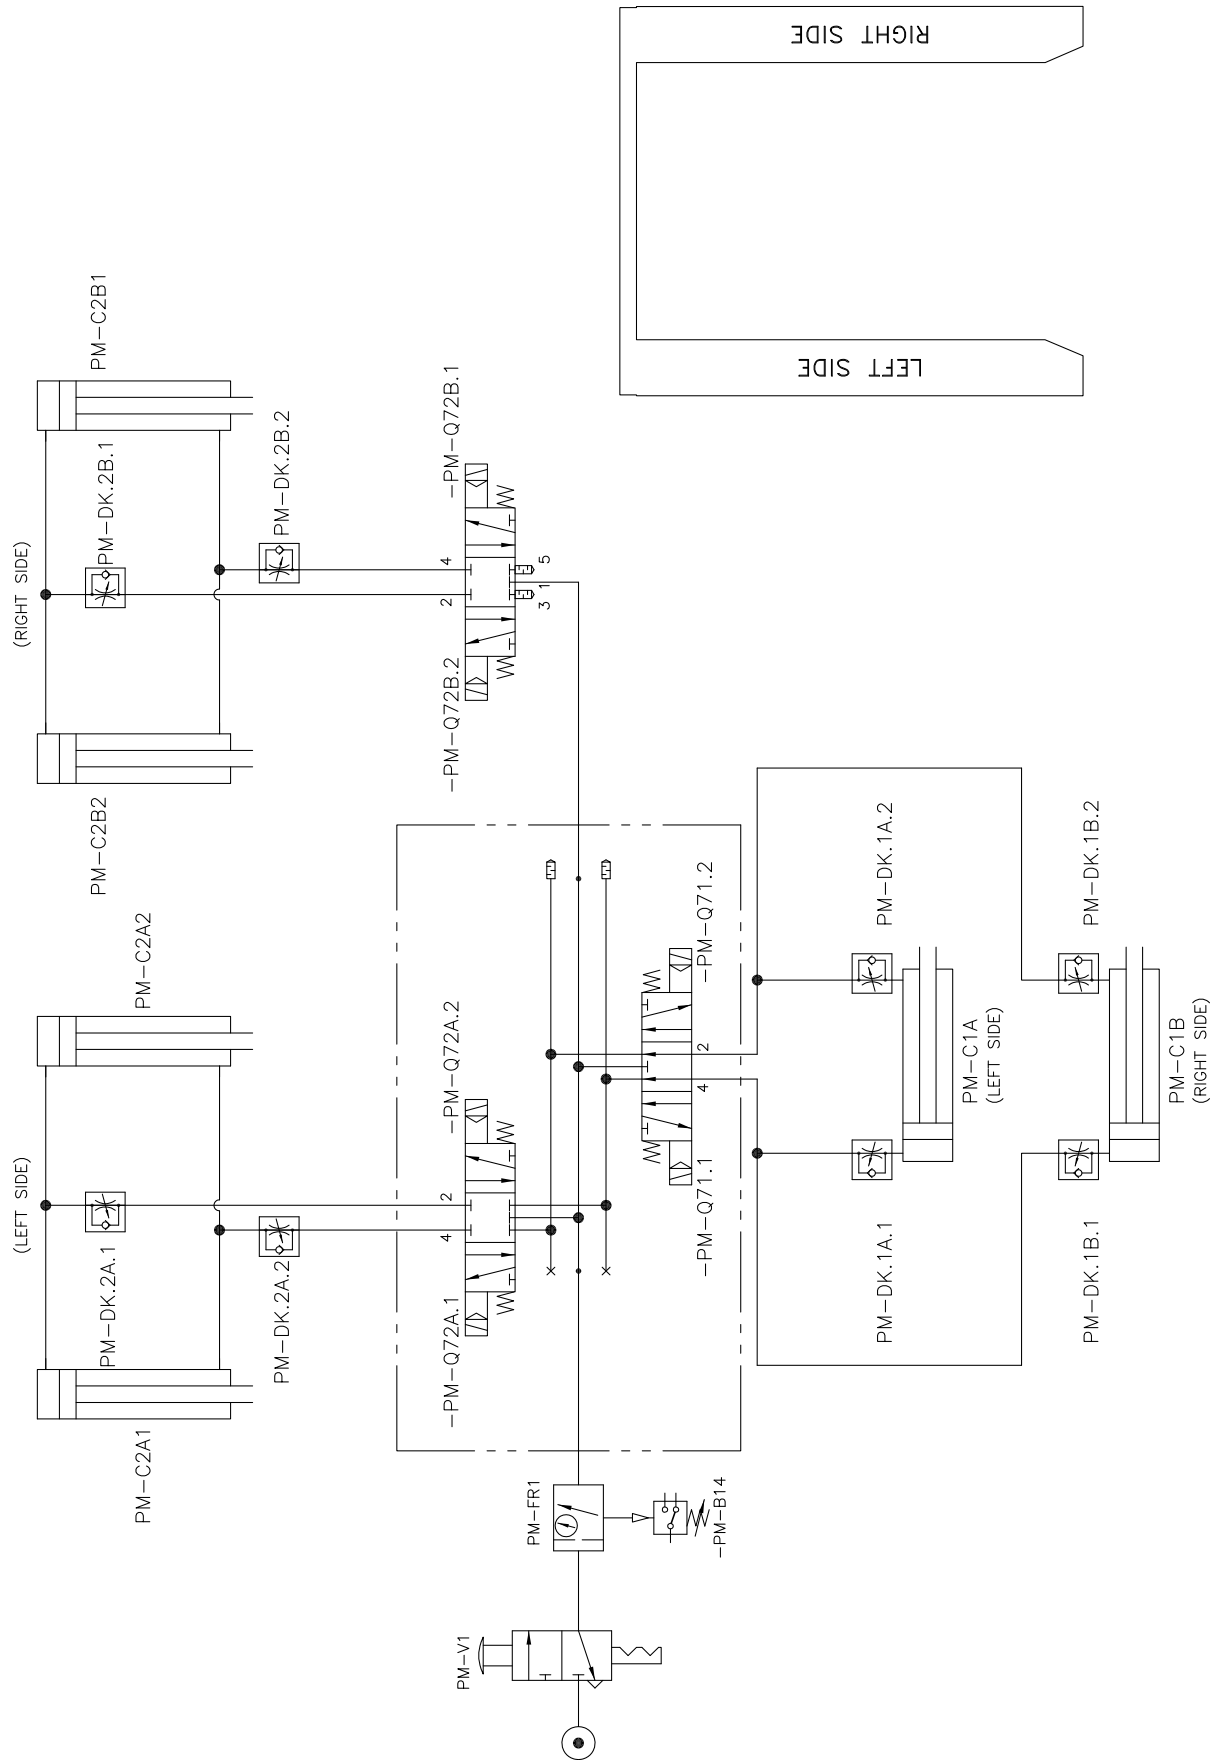 (LEFT SIDE)
(RIGHT SIDE)
PM-C2A1
PM-DK.2A.1
PM-DK.2A.2
PM-C2A2
PM-C2B2
PM-DK.2B.1
PM-DK.2B.2
PM-C2B1
-PM-Q72A.1
4
2
-PM-Q72A.2
-PM-Q72B.2
2
4
-PM-Q72B.1
3
1
5
PM-V1
PM-FR1
-PM-B14
-PM-Q71.1
4
2
-PM-Q71.2
PM-DK.1A.1
PM-DK.1A.2
PM-C1A
(LEFT SIDE)
PM-DK.1B.1
PM-DK.1B.2
PM-C1B
(RIGHT SIDE)
LEFT SIDE
RIGHT SIDE